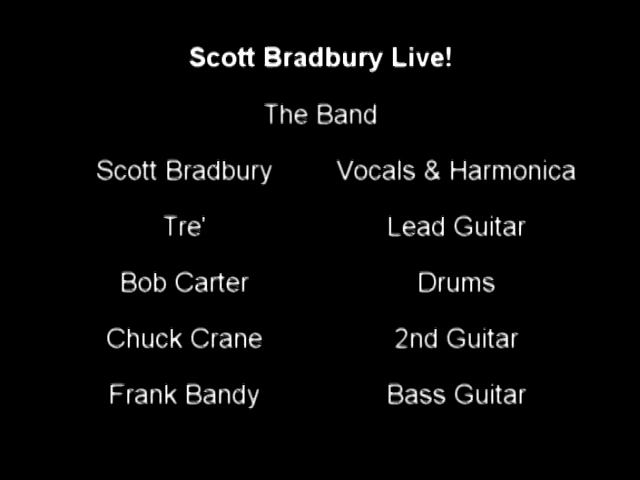 Scott Bradbury Live!
The Band
Scott Bradbury Vocals & Harmonica
Tre' Lead Guitar
Bob Carter Drums
Chuck Crane 2nd Guitar
Frank Bandy Bass Guitar